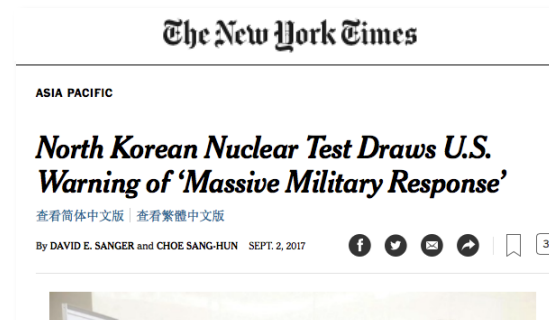 The New York Times
ASIA PACIFIC
North Korean Nuclear Test Draws U.S.
Warning of ‘Massive Military Response’
查看简体中文版 | 查看繁體中文版
By DAVID E. SANGER and CHOE SANG-HUN SEPT. 2, 2017